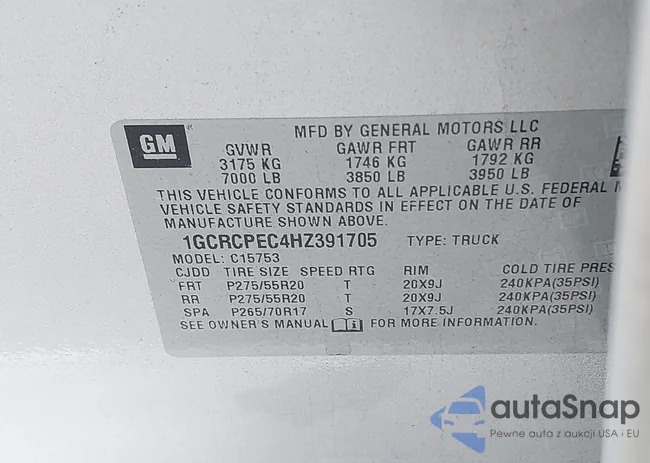 GM
MFD BY GENERAL MOTORS LLC
GVWR GAWR FRT GAWR RR
3175 KG 1746 KG 1792 KG
7000 LB 3850 LB 3950 LB
THIS VEHICLE CONFORMS TO ALL APPLICABLE U.S. FEDERAL M
VEHICLE SAFETY STANDARDS IN EFFECT ON THE DATE OF
MANUFACTURE SHOWN ABOVE.
1GCRCPEC4HZ391705 TYPE: TRUCK
MODEL: C15753
CJDD TIRE SIZE SPEED RTG RIM COLD TIRE PRES
FRT P275/55R20 T 20X9J 240KPA(35PSI)
RR P275/55R20 T 20X9J 240KPA(35PSI)
SPA P265/70R17 S 17X7.5J 240KPA(35PSI)
SEE OWNER'S MANUAL FOR MORE INFORMATION.
autaSnap
Pewne auta z aukcji USA i EU